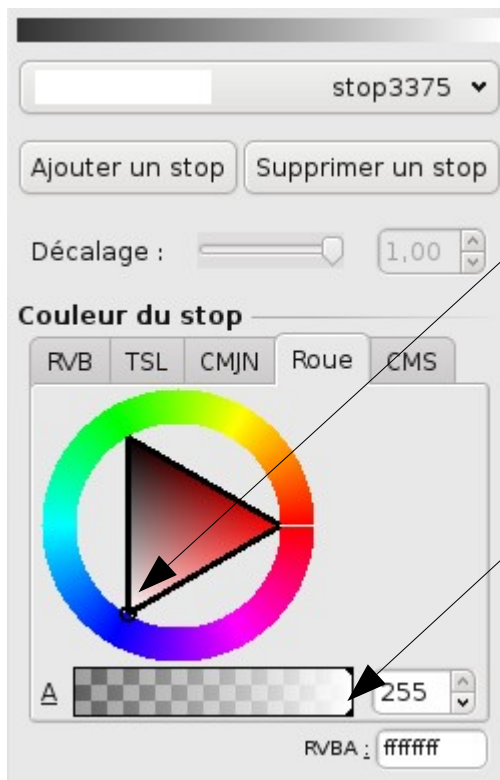 stop3375
Ajouter un stop Supprimer un stop
Décalage : 1,00
Couleur du stop
RVB TSL CMJN Roue CMS
A 255
RVBA : ffffffff